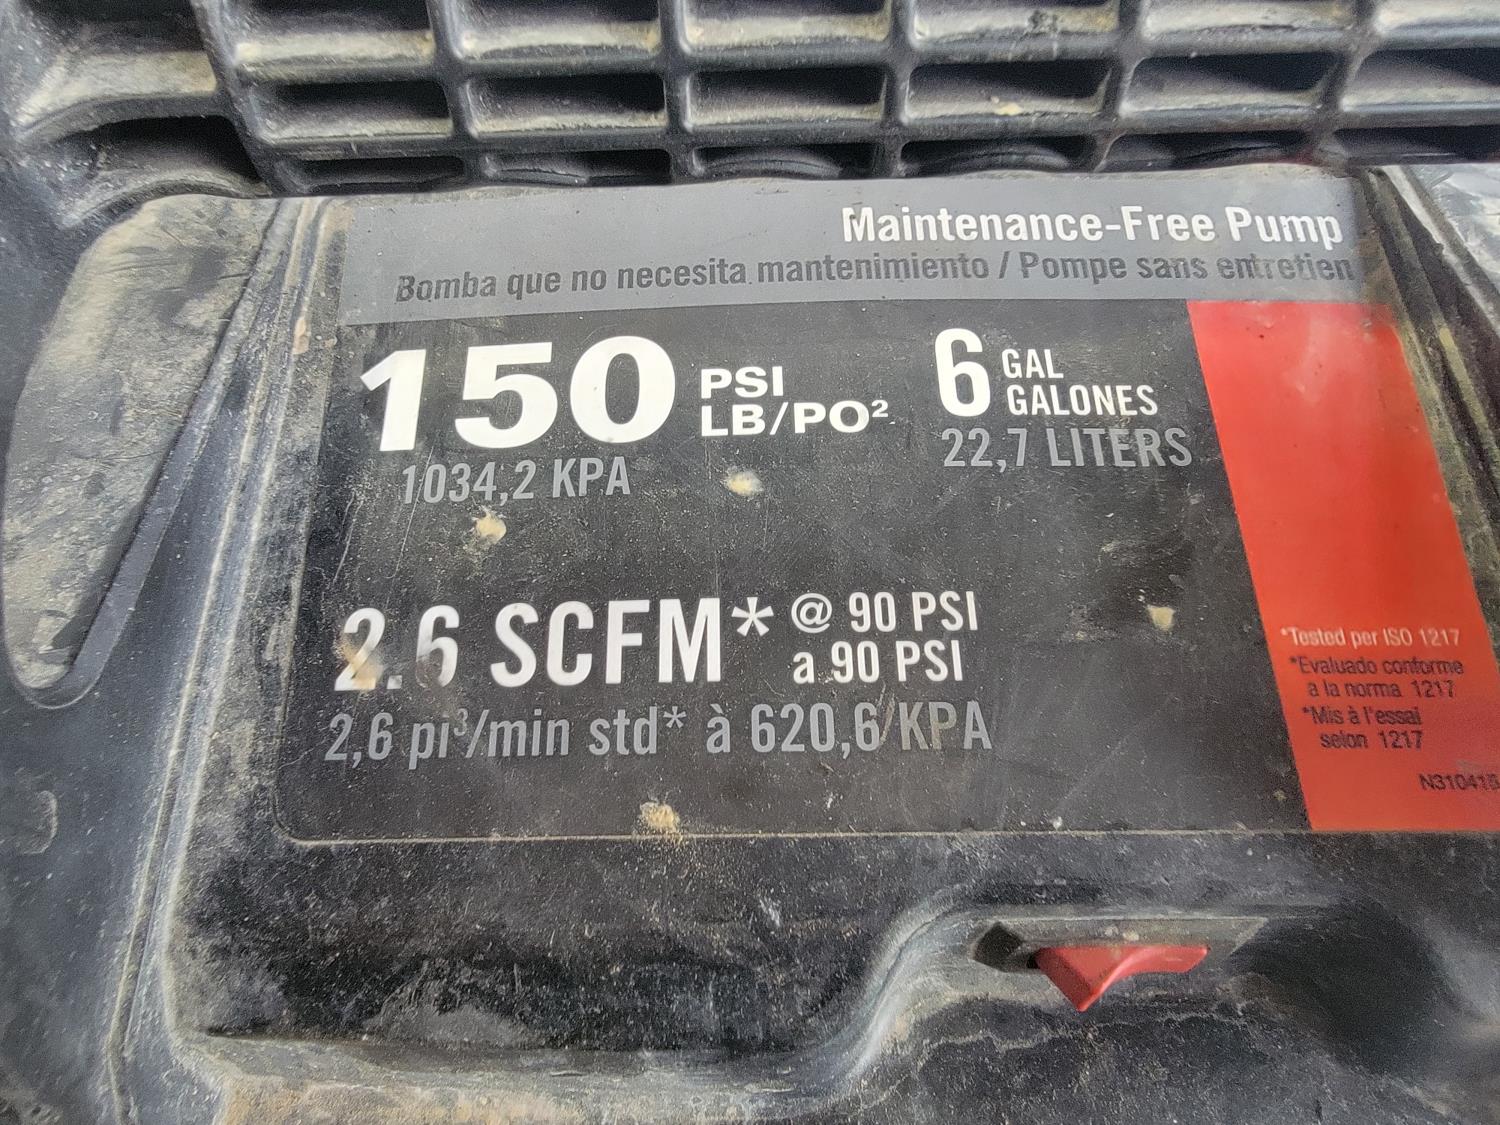 Maintenance-Free Pump
Bomba que no necesita mantenimiento / Pompe sans entretien
150 PSI
LB/PO²
1034,2 KPA
6 GAL
GALONES
22,7 LITERS
2.6 SCFM* @ 90 PSI
a 90 PSI
2,6 pi³/min std* à 620,6 KPA
*Tested per ISO 1217
*Evaluado conforme
a la norma 1217
*Mis à l'essai
selon 1217